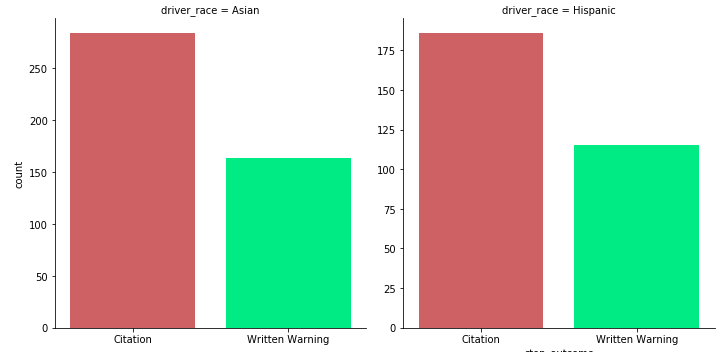 driver_race = Asian
driver_race = Hispanic
count
250
200
150
100
50
0
Citation
Written Warning
175
150
125
100
75
50
25
0
Citation
Written Warning